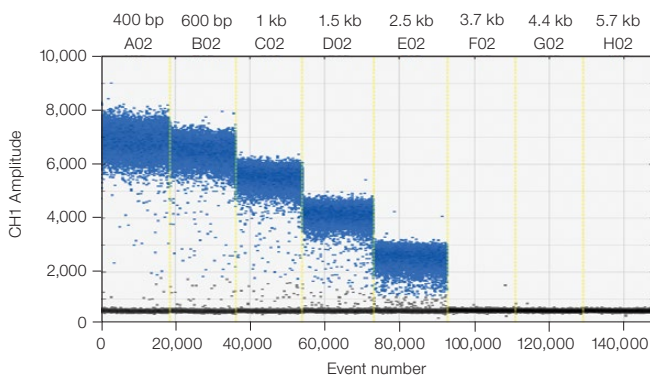 400 bp 600 bp 1 kb 1.5 kb 2.5 kb 3.7 kb 4.4 kb 5.7 kb
A02 B02 C02 D02 E02 F02 G02 H02
10,000
8,000
6,000
4,000
2,000
0
CH1 Amplitude
0 20,000 40,000 60,000 80,000 100,000 120,000 140,000
Event number